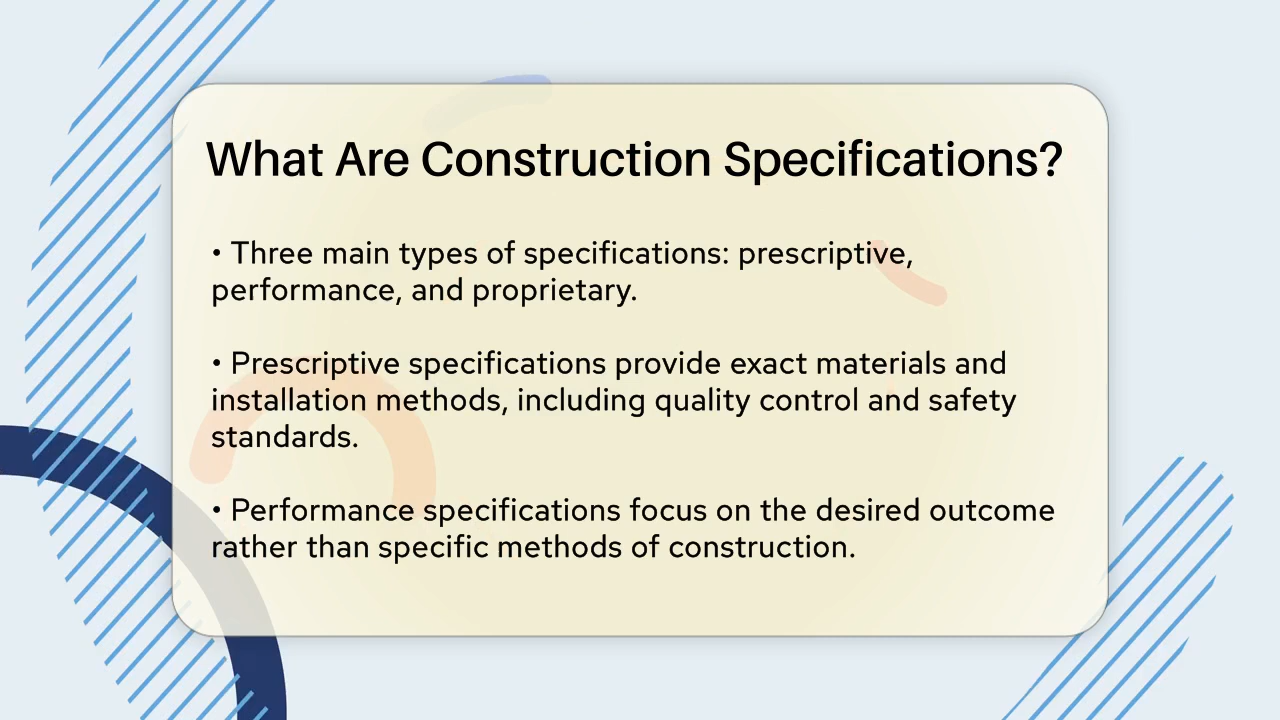 What Are Construction Specifications?
• Three main types of specifications: prescriptive,
performance, and proprietary.
• Prescriptive specifications provide exact materials and
installation methods, including quality control and safety
standards.
• Performance specifications focus on the desired outcome
rather than specific methods of construction.